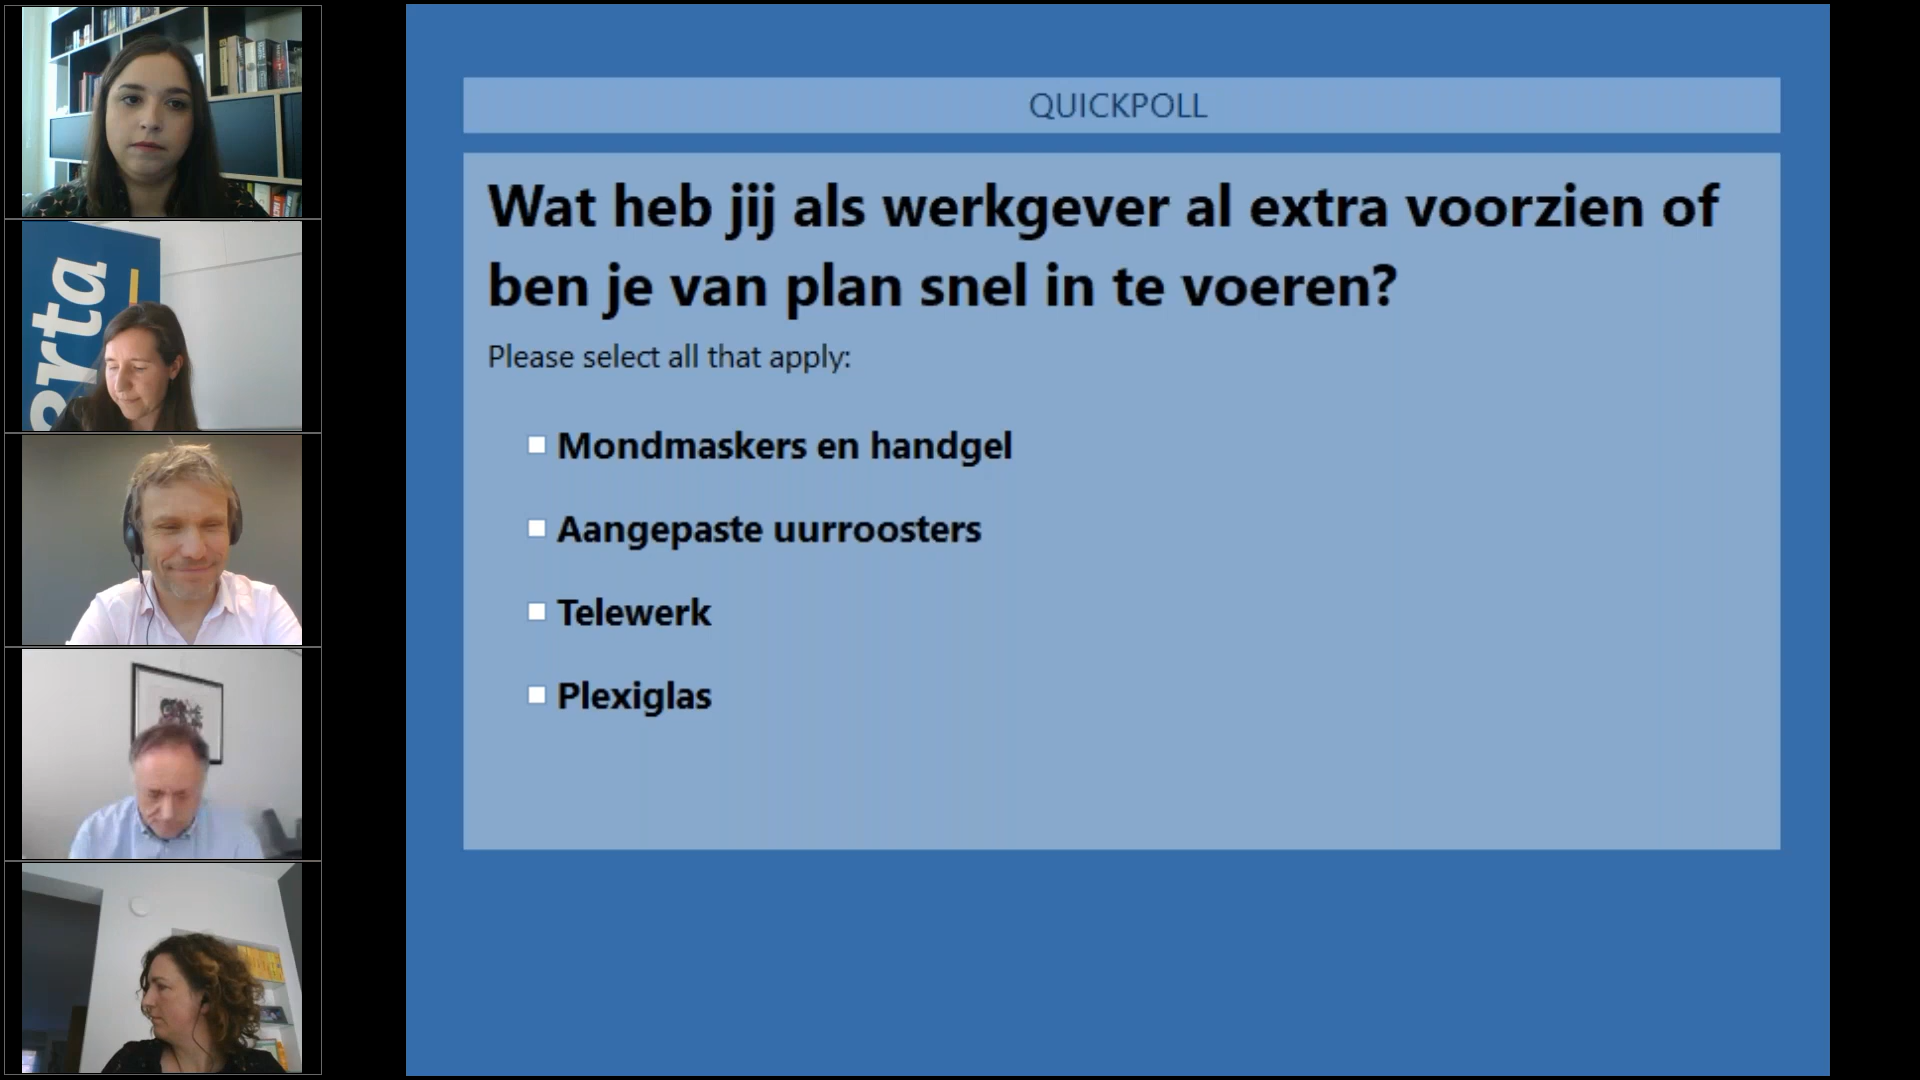 erta
QUICKPOLL
Wat heb jij als werkgever al extra voorzien of
ben je van plan snel in te voeren?
Please select all that apply:
Mondmaskers en handgel
Aangepaste uurroosters
Telewerk
Plexiglas